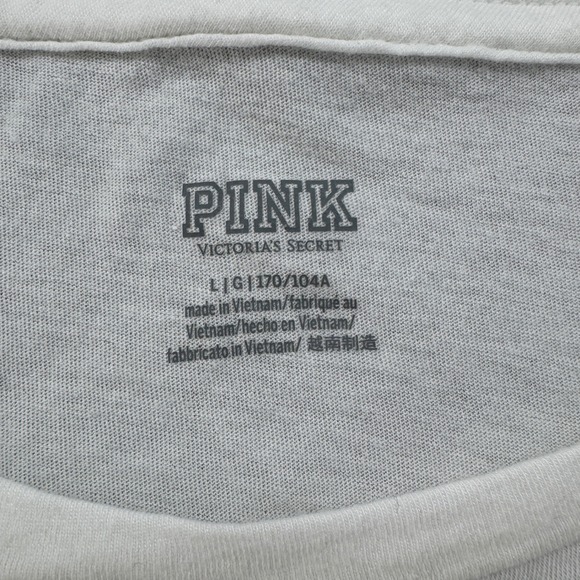 PINK
VICTORIA'S SECRET
L | G | 170/104A
made in Vietnam/fabriqué au
Vietnam/hecho en Vietnam/
fabbricato in Vietnam/ 越南制造